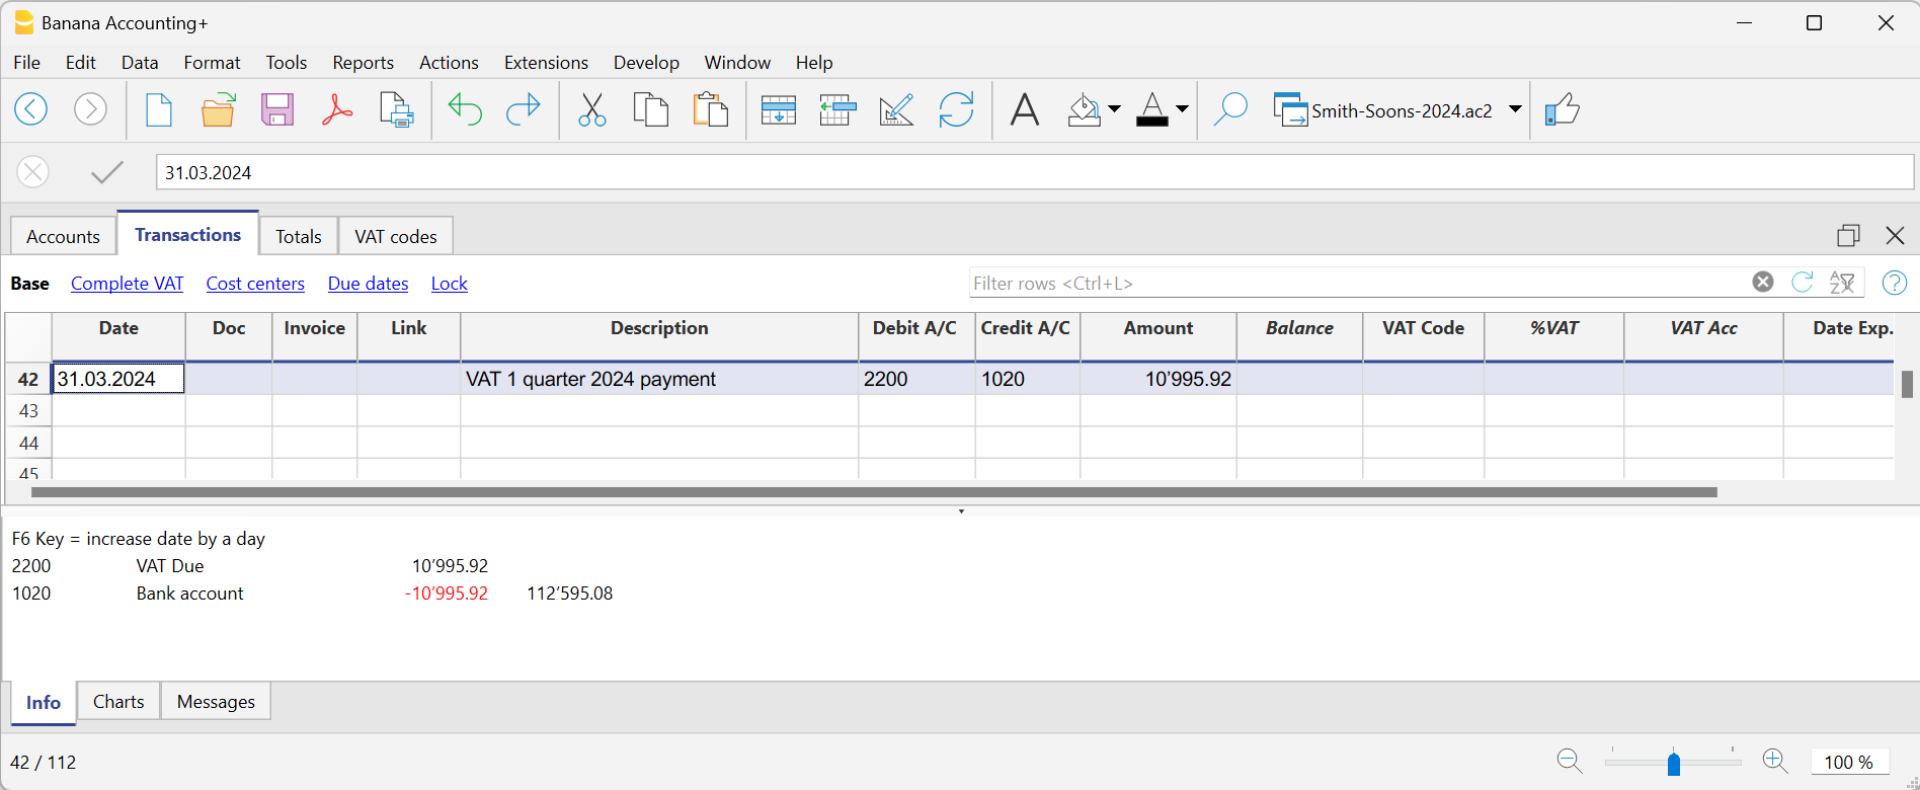 Banana Accounting+
File Edit Data Format Tools Reports Actions Extensions Develop Window Help
Smith-Soons-2024.ac2
31.03.2024
Accounts Transactions Totals VAT codes
Base Complete VAT Cost centers Due dates Lock Filter rows <Ctrl+L>
Date Doc Invoice Link Description Debit A/C Credit A/C Amount Balance VAT Code %VAT VAT Acc Date Exp.
42 31.03.2024 VAT 1 quarter 2024 payment 2200 1020 10'995.92
43
44
45
F6 Key = increase date by a day
2200 VAT Due 10'995.92
1020 Bank account -10'995.92 112'595.08
Info Charts Messages
42 / 112 100 %